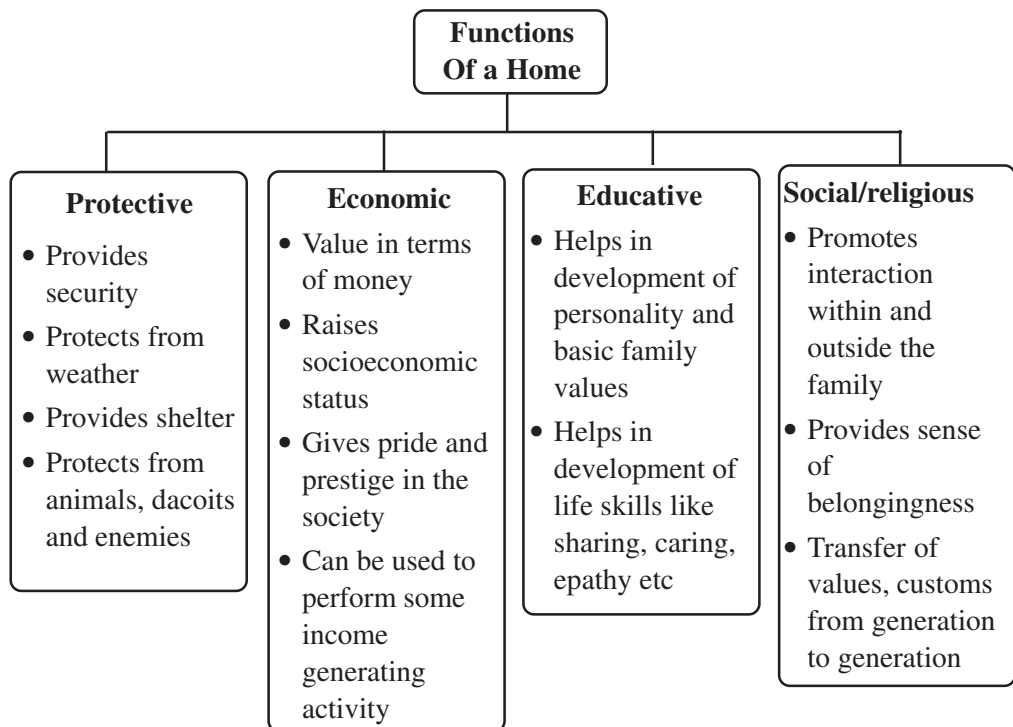 Functions
Of a Home
Protective
• Provides
security
• Protects from
weather
• Provides shelter
• Protects from
animals, dacoits
and enemies
Economic
• Value in terms
of money
• Raises
socioeconomic
status
• Gives pride and
prestige in the
society
• Can be used to
perform some
income
generating
activity
Educative
• Helps in
development of
personality and
basic family
values
• Helps in
development of
life skills like
sharing, caring,
epathy etc
Social/religious
• Promotes
interaction
within and
outside the
family
• Provides sense
of
belongingness
• Transfer of
values, customs
from generation
to generation